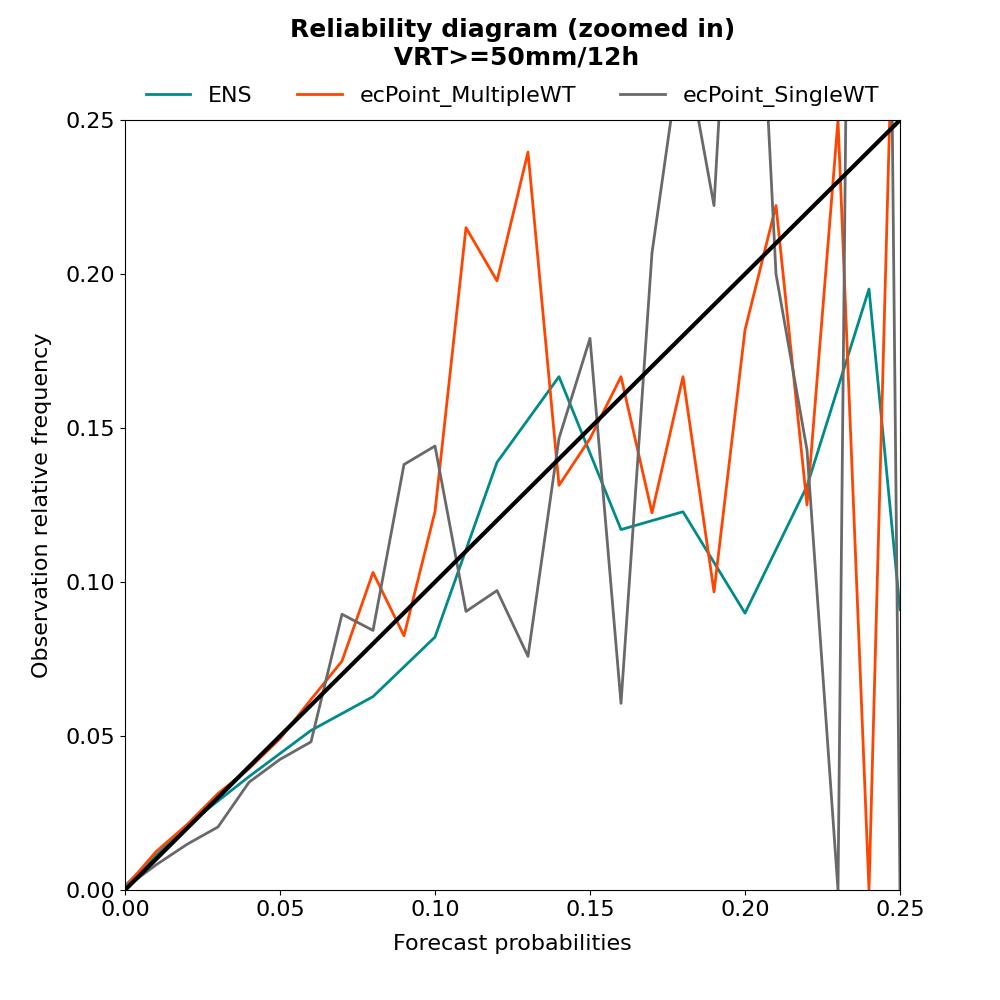 Reliability diagram (zoomed in)
VRT>=50mm/12h
ENS ecPoint_MultipleWT ecPoint_SingleWT
0.25
0.20
0.15
0.10
0.05
0.00
Observation relative frequency
0.00 0.05 0.10 0.15 0.20 0.25
Forecast probabilities